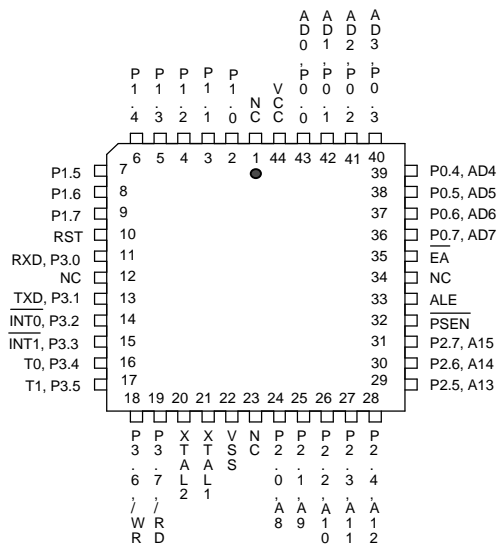 P1.4
P1.3
P1.2
P1.1
P1.0
NC
VCC
AD0,P0.0
AD1,P0.1
AD2,P0.2
AD3,P0.3
6 5 4 3 2 1 44 43 42 41 40
P1.5 7
P1.6 8
P1.7 9
RST 10
RXD, P3.0 11
NC 12
TXD, P3.1 13
INT0, P3.2 14
INT1, P3.3 15
T0, P3.4 16
T1, P3.5 17
39 P0.4, AD4
38 P0.5, AD5
37 P0.6, AD6
36 P0.7, AD7
35 EA
34 NC
33 ALE
32 PSEN
31 P2.7, A15
30 P2.6, A14
29 P2.5, A13
18 19 20 21 22 23 24 25 26 27 28
P3.6,/WR
P3.7,/RD
XTAL2
XTAL1
VSS
NC
P2.0,A8
P2.1,A9
P2.2,A10
P2.3,A11
P2.4,A12